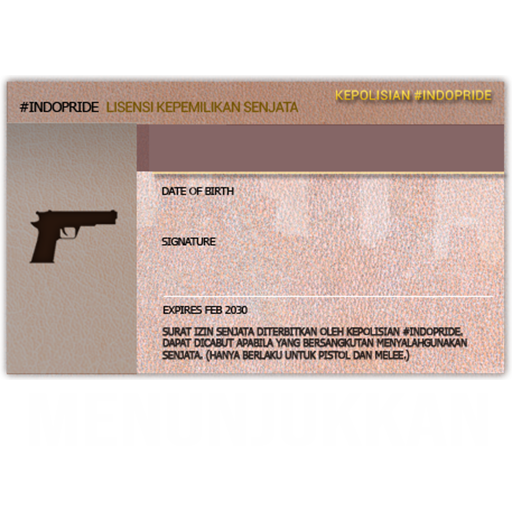 #INDOPRIDE LISENSI KEPEMILIKAN SENJATA
KEPOLISIAN #INDOPRIDE
DATE OF BIRTH
SIGNATURE
EXPIRES FEB 2030
SURAT IZIN SENJATA DITERBITKAN OLEH KEPOLISIAN #INDOPRIDE.
DAPAT DICABUT APABILA YANG BERSANGKUTAN MENYALAHGUNAKAN
SENJATA. (HANYA BERLAKU UNTUK PISTOL DAN MELEE.)